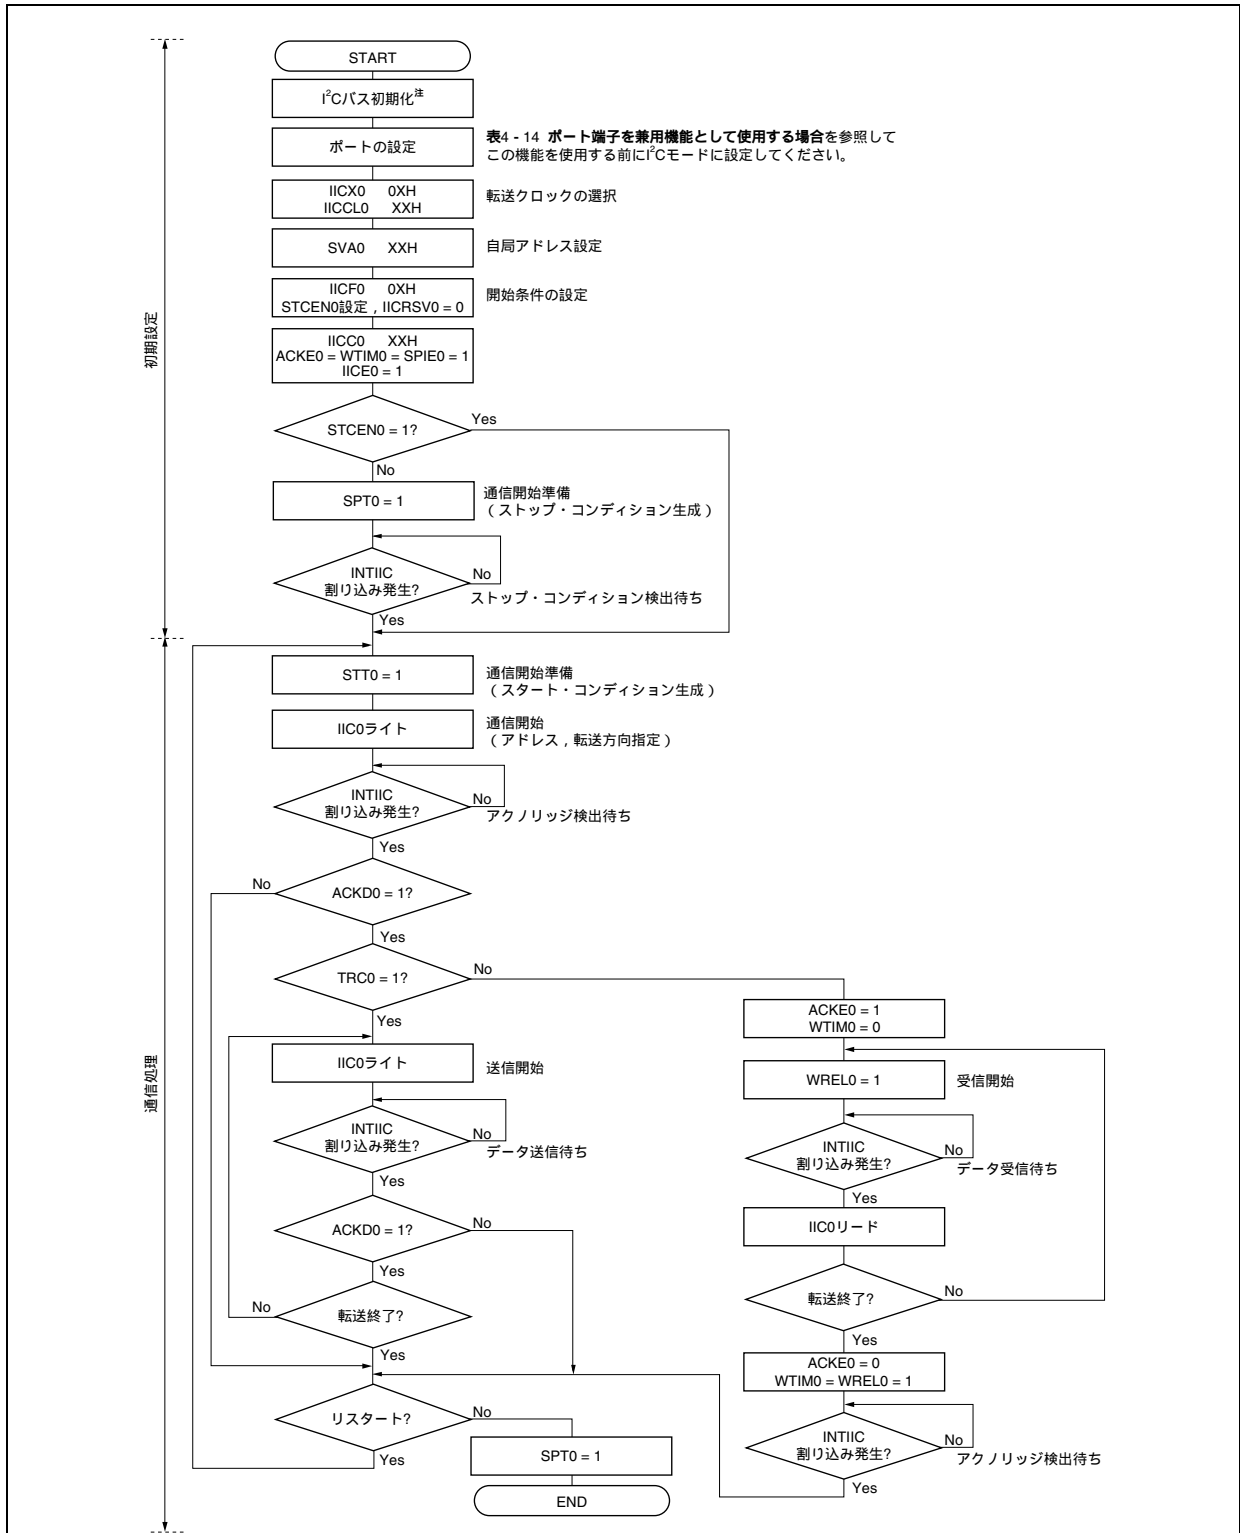 START
I²Cバス初期化注
ポートの設定
表4 - 14 ポート端子を兼用機能として使用する場合を参照して
この機能を使用する前にI²Cモードに設定してください。
IICX0 0XH
IICCL0 XXH
転送クロックの選択
SVA0 XXH
自局アドレス設定
IICF0 0XH
STCEN0設定 , IICRSV0 = 0
開始条件の設定
初期設定
IICC0 XXH
ACKE0 = WTIM0 = SPIE0 = 1
IICE0 = 1
STCEN0 = 1?
Yes
No
SPT0 = 1
通信開始準備
( ストップ・コンディション生成 )
INTIIC
割り込み発生?
No
ストップ・コンディション検出待ち
Yes
STT0 = 1
通信開始準備
( スタート・コンディション生成 )
IIC0ライト
通信開始
( アドレス , 転送方向指定 )
INTIIC
割り込み発生?
No
アクノリッジ検出待ち
Yes
No
ACKD0 = 1?
Yes
TRC0 = 1?
No
Yes
通信処理
IIC0ライト
送信開始
INTIIC
割り込み発生?
No
データ送信待ち
Yes
ACKD0 = 1?
No
Yes
No
転送終了?
Yes
ACKE0 = 1
WTIM0 = 0
WREL0 = 1
受信開始
INTIIC
割り込み発生?
No
データ受信待ち
Yes
IIC0リード
転送終了?
No
Yes
ACKE0 = 0
WTIM0 = WREL0 = 1
INTIIC
割り込み発生?
No
アクノリッジ検出待ち
Yes
リスタート?
No
Yes
SPT0 = 1
END